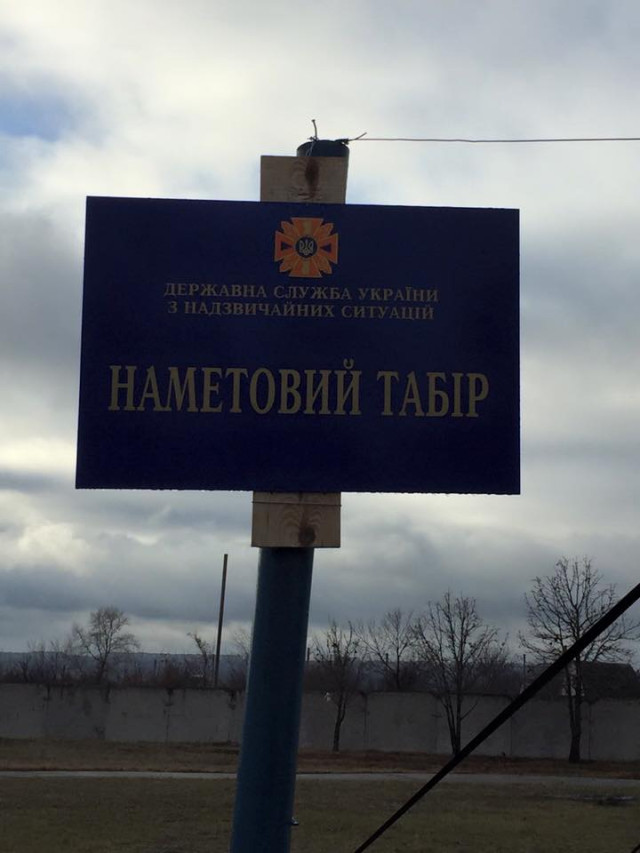 ДЕРЖАВНА СЛУЖБА УКРАЇНИ
З НАДЗВИЧАЙНИХ СИТУАЦІЙ
НАМЕТОВИЙ ТАБІР